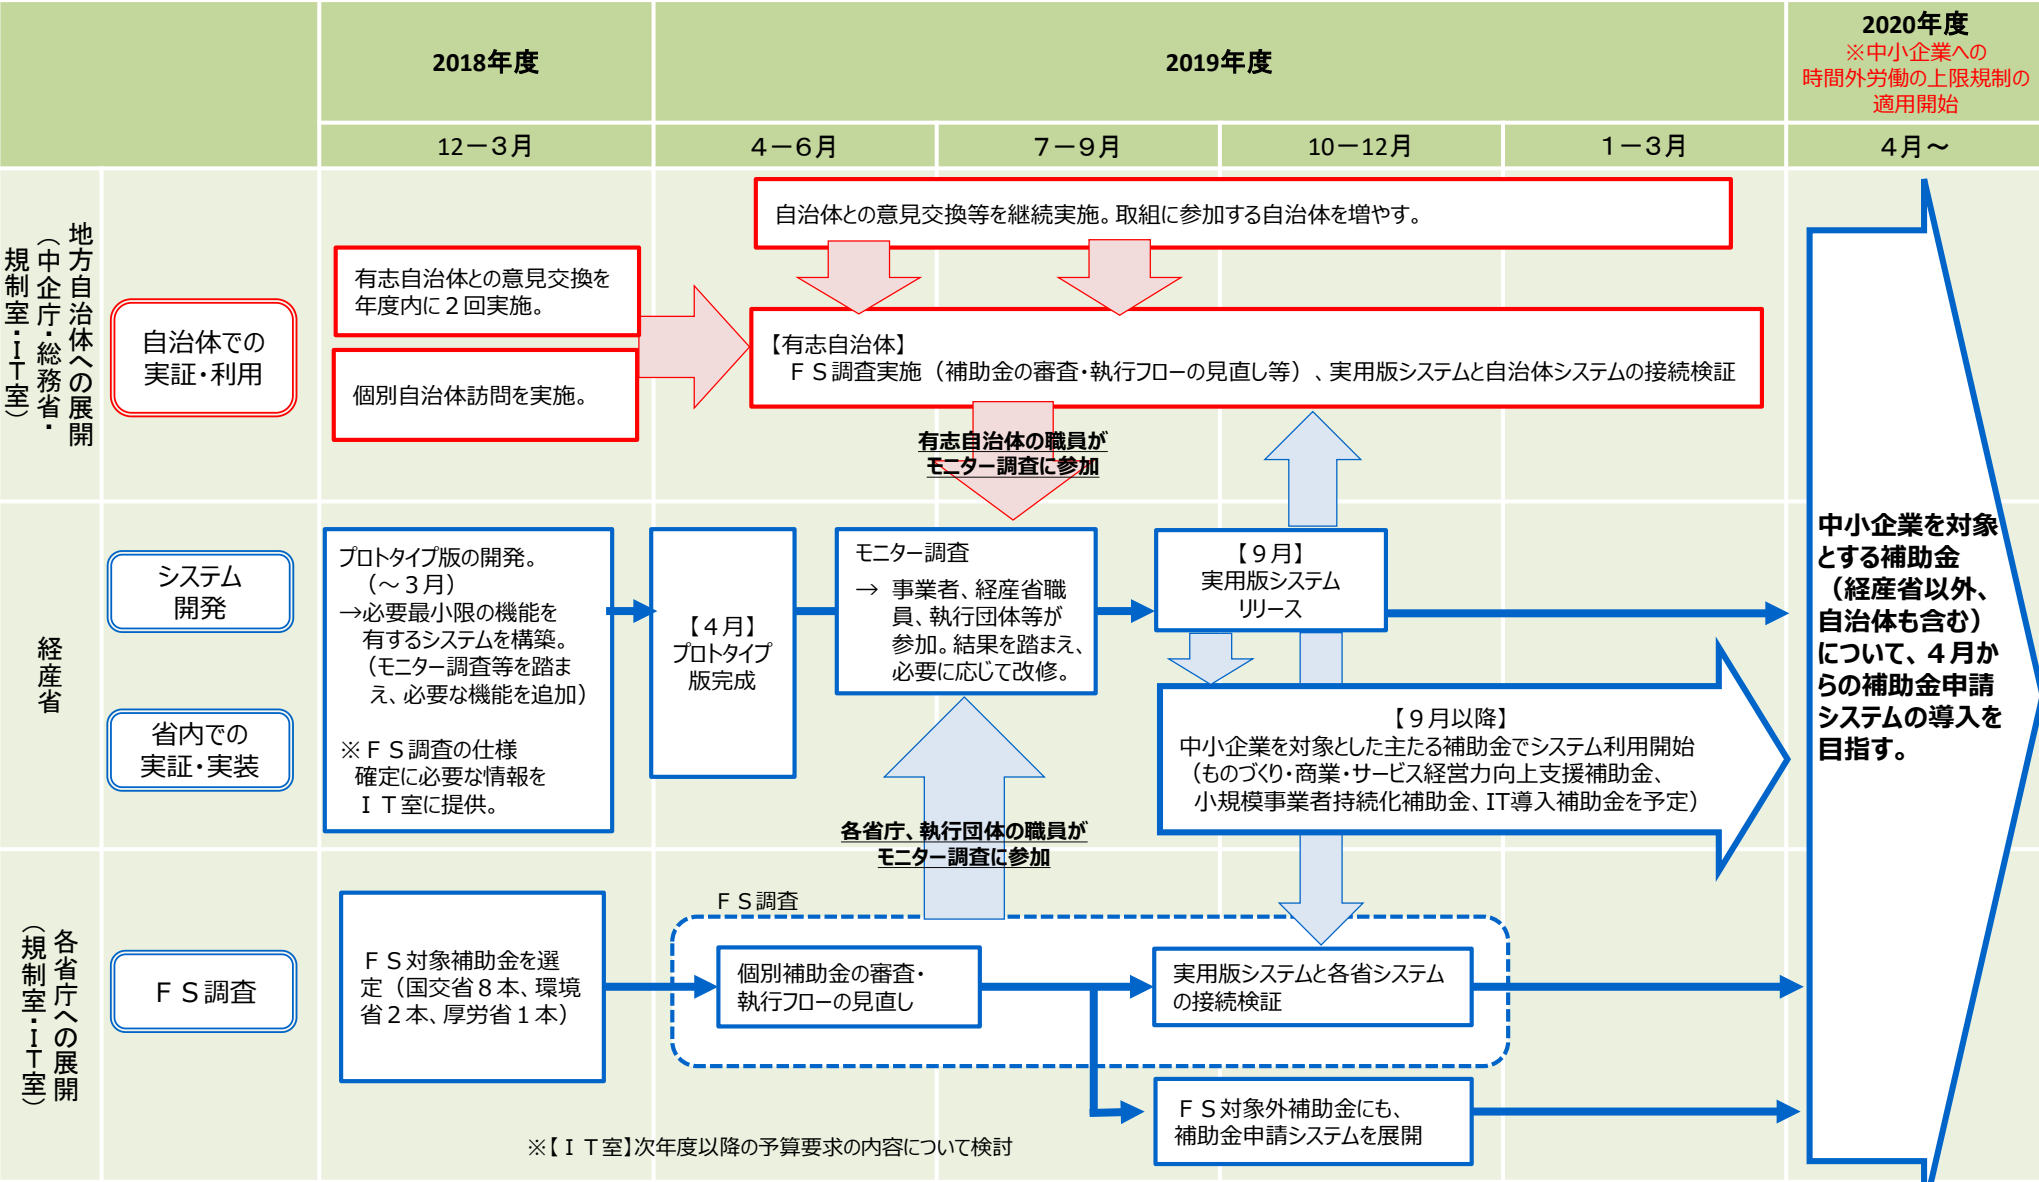 2018年度
2019年度
2020年度
※中小企業への
時間外労働の上限規制の
適用開始
12－3月
4－6月
7－9月
10－12月
1－3月
4月～
地方自治体への展開
（中企庁・総務省・
規制室・IT室）
自治体での
実証・利用
有志自治体との意見交換を
年度内に２回実施。
個別自治体訪問を実施。
自治体との意見交換等を継続実施。取組に参加する自治体を増やす。
【有志自治体】
ＦＳ調査実施（補助金の審査・執行フローの見直し等）、実用版システムと自治体システムの接続検証
有志自治体の職員が
モニター調査に参加
経産省
システム
開発
省内での
実証・実装
プロトタイプ版の開発。
（～３月）
→必要最小限の機能を
有するシステムを構築。
（モニター調査等を踏ま
え、必要な機能を追加）
※ＦＳ調査の仕様
確定に必要な情報を
ＩＴ室に提供。
【４月】
プロトタイプ
版完成
モニター調査
→ 事業者、経産省職
員、執行団体等が
参加。結果を踏まえ、
必要に応じて改修。
【９月】
実用版システム
リリース
【９月以降】
中小企業を対象とした主たる補助金でシステム利用開始
（ものづくり・商業・サービス経営力向上支援補助金、
小規模事業者持続化補助金、IT導入補助金を予定）
各省庁、執行団体の職員が
モニター調査に参加
中小企業を対象
とする補助金
（経産省以外、
自治体も含む）
について、４月か
らの補助金申請
システムの導入を
目指す。
各省庁への展開
（規制室・IT室）
ＦＳ調査
ＦＳ対象補助金を選
定（国交省８本、環境
省２本、厚労省１本）
ＦＳ調査
個別補助金の審査・
執行フローの見直し
実用版システムと各省システム
の接続検証
ＦＳ対象外補助金にも、
補助金申請システムを展開
※【ＩＴ室】次年度以降の予算要求の内容について検討